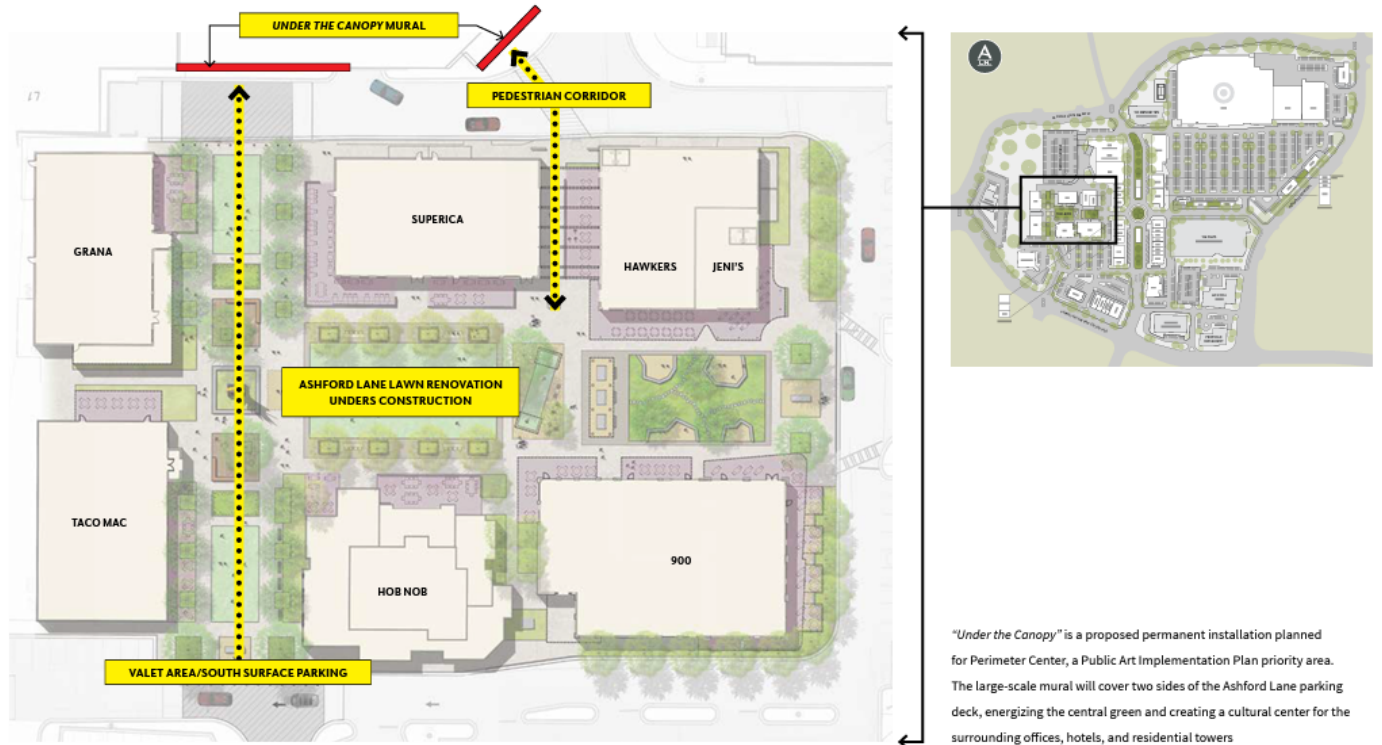 UNDER THE CANOPY MURAL
PEDESTRIAN CORRIDOR
GRANA
SUPERICA
HAWKERS
JENI'S
ASHFORD LANE LAWN RENOVATION
UNDERS CONSTRUCTION
TACO MAC
HOB NOB
900
VALET AREA/SOUTH SURFACE PARKING
A
LN.
"Under the Canopy" is a proposed permanent installation planned
for Perimeter Center, a Public Art Implementation Plan priority area.
The large-scale mural will cover two sides of the Ashford Lane parking
deck, energizing the central green and creating a cultural center for the
surrounding offices, hotels, and residential towers